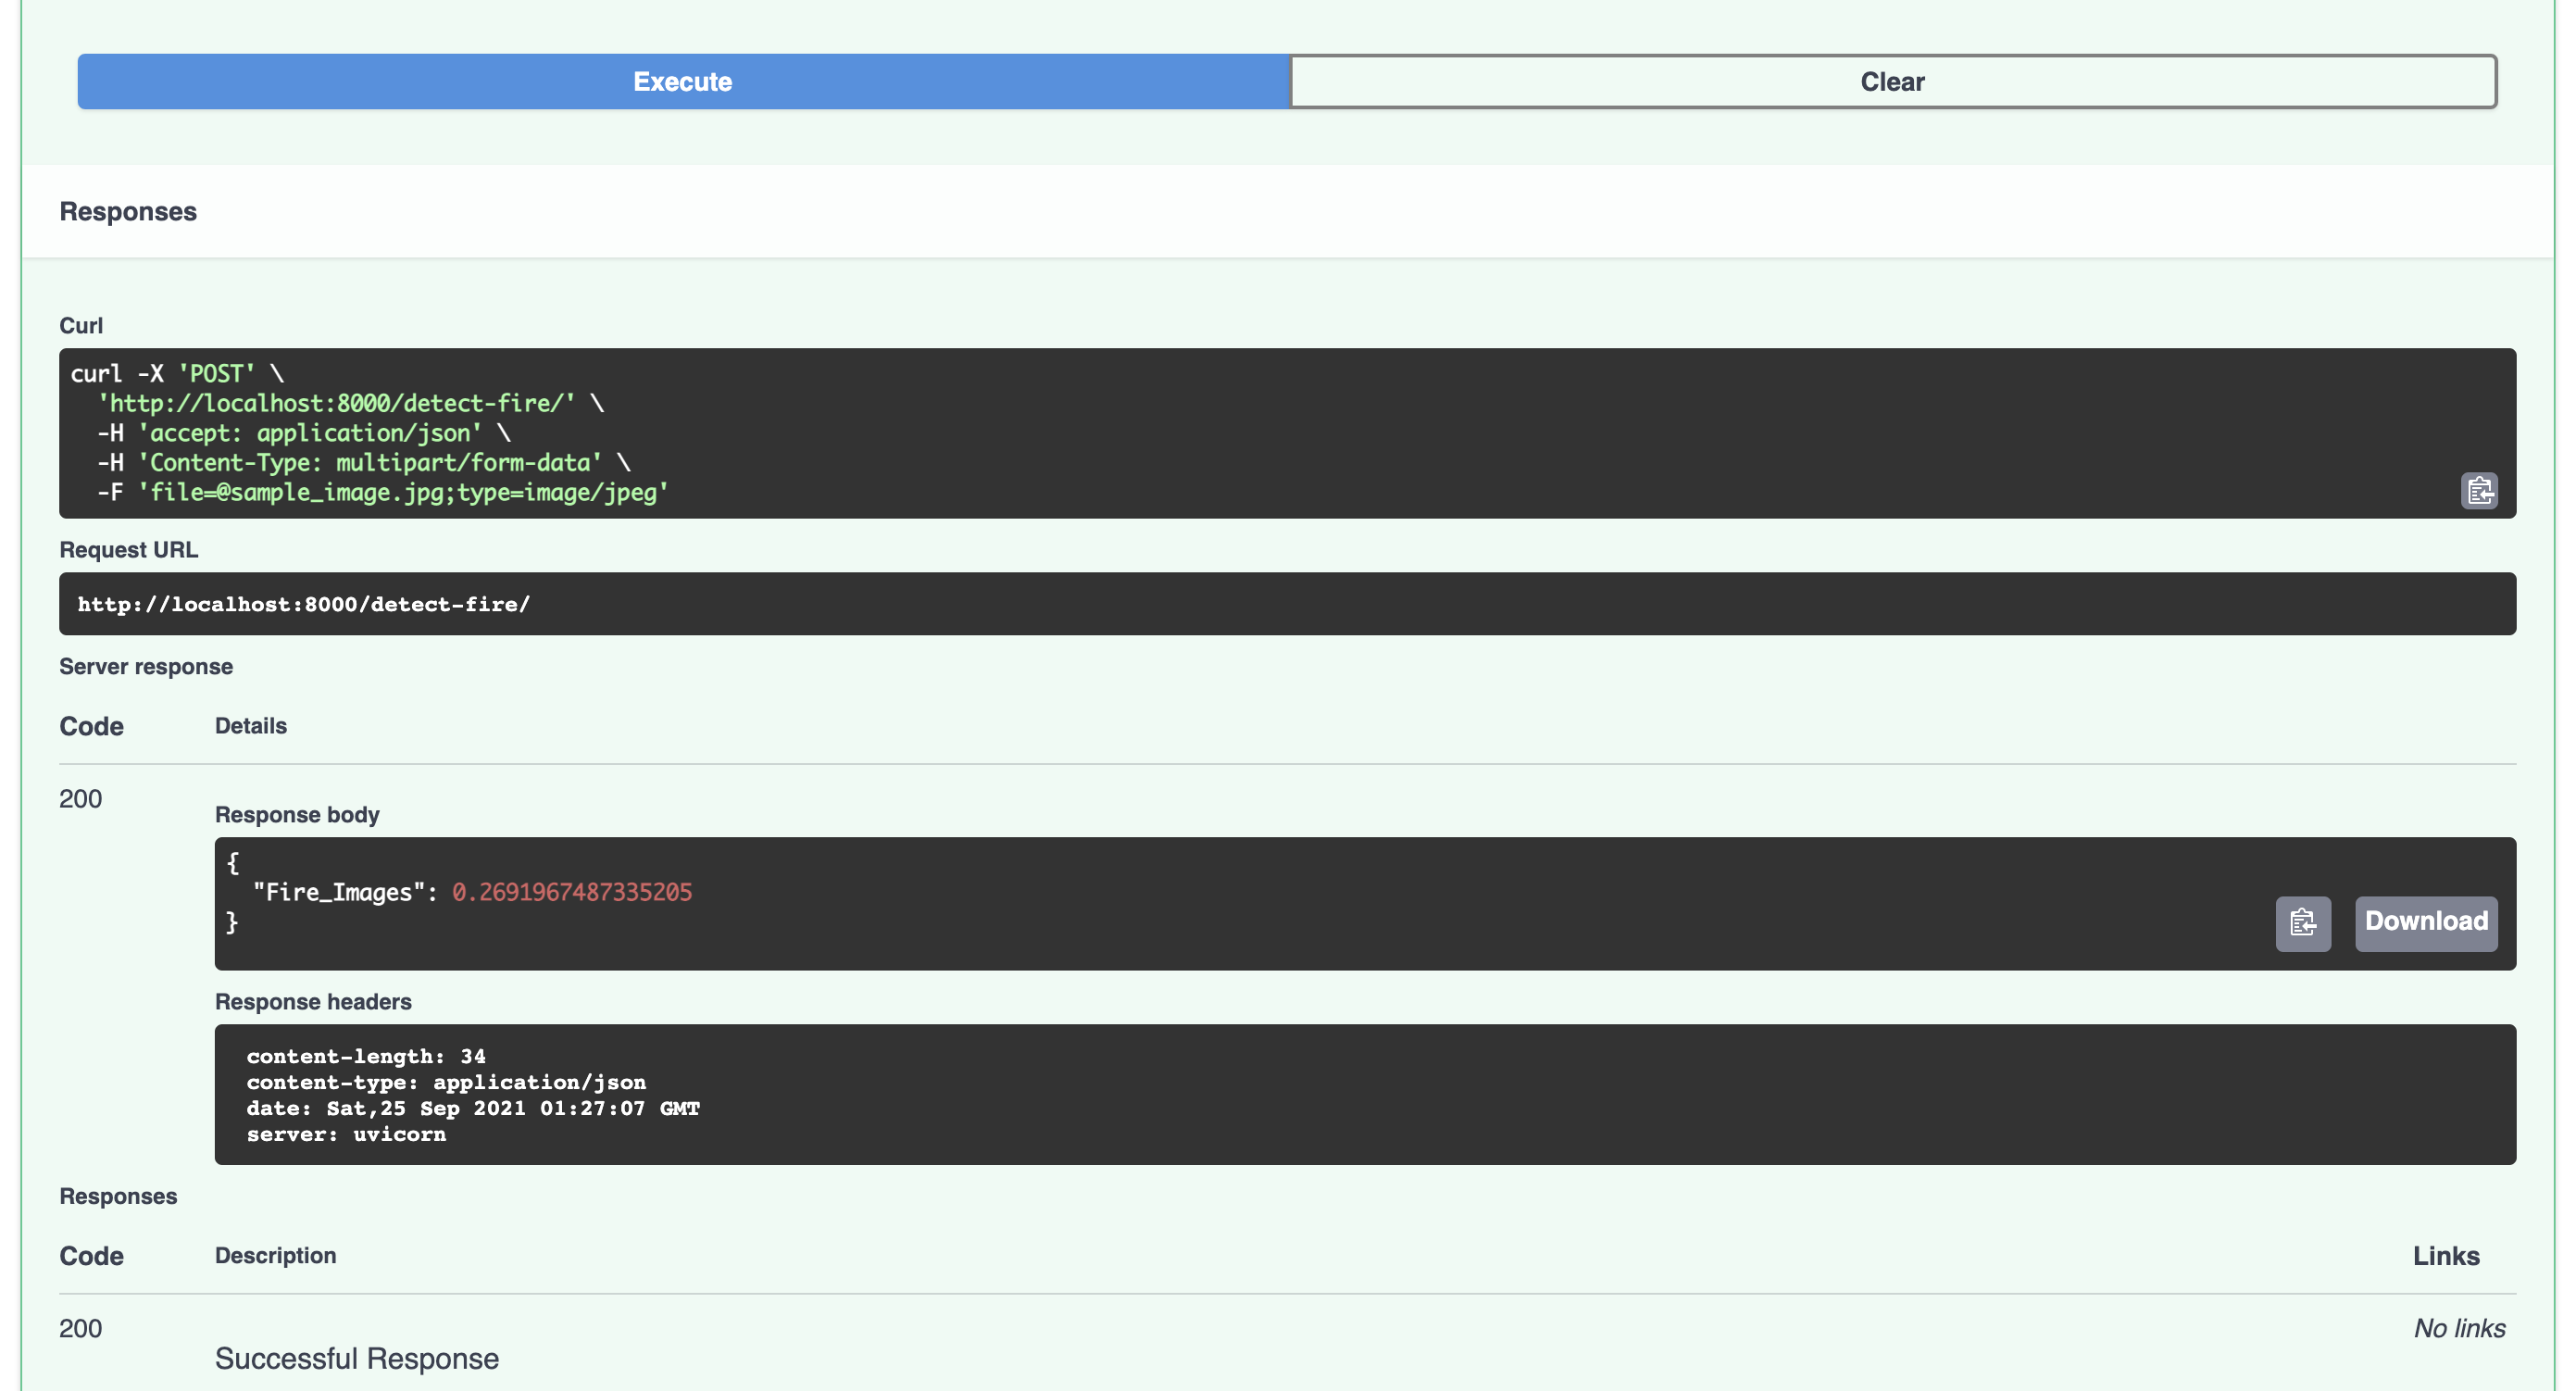 Execute Clear
Responses
Curl
curl -X 'POST' \
  'http://localhost:8000/detect-fire/' \
  -H 'accept: application/json' \
  -H 'Content-Type: multipart/form-data' \
  -F 'file=@sample_image.jpg;type=image/jpeg'
Request URL
http://localhost:8000/detect-fire/
Server response
Code Details
200
Response body
{
  "Fire_Images": 0.2691967487335205
}
Download
Response headers
content-length: 34
content-type: application/json
date: Sat,25 Sep 2021 01:27:07 GMT
server: uvicorn
Responses
Code Description Links
200 No links
Successful Response